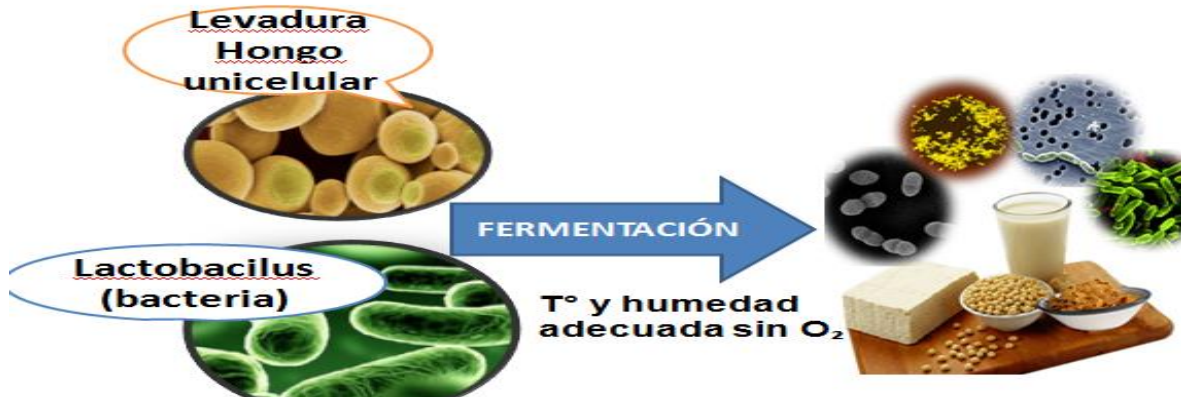 Levadura
Hongo
unicelular
FERMENTACIÓN
Lactobacilus
(bacteria)
T° y humedad
adecuada sin O₂